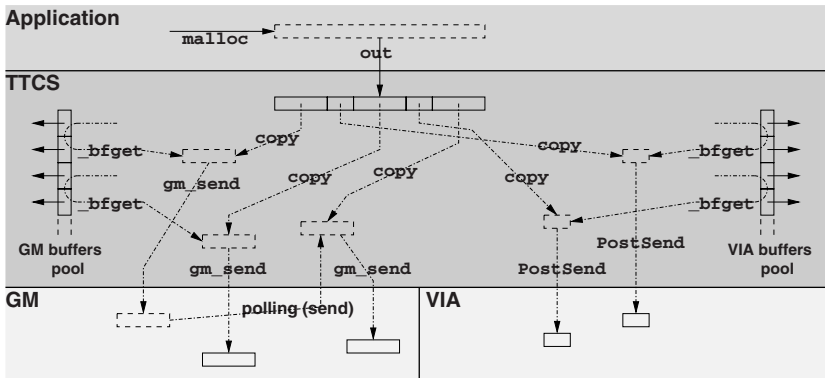 Application
malloc
out
TTCS
copy
copy
_bfget
_bfget
gm_send
copy
copy
copy
_bfget
_bfget
GM buffers
pool
gm_send
gm_send
PostSend
PostSend
VIA buffers
pool
GM
polling (send)
VIA